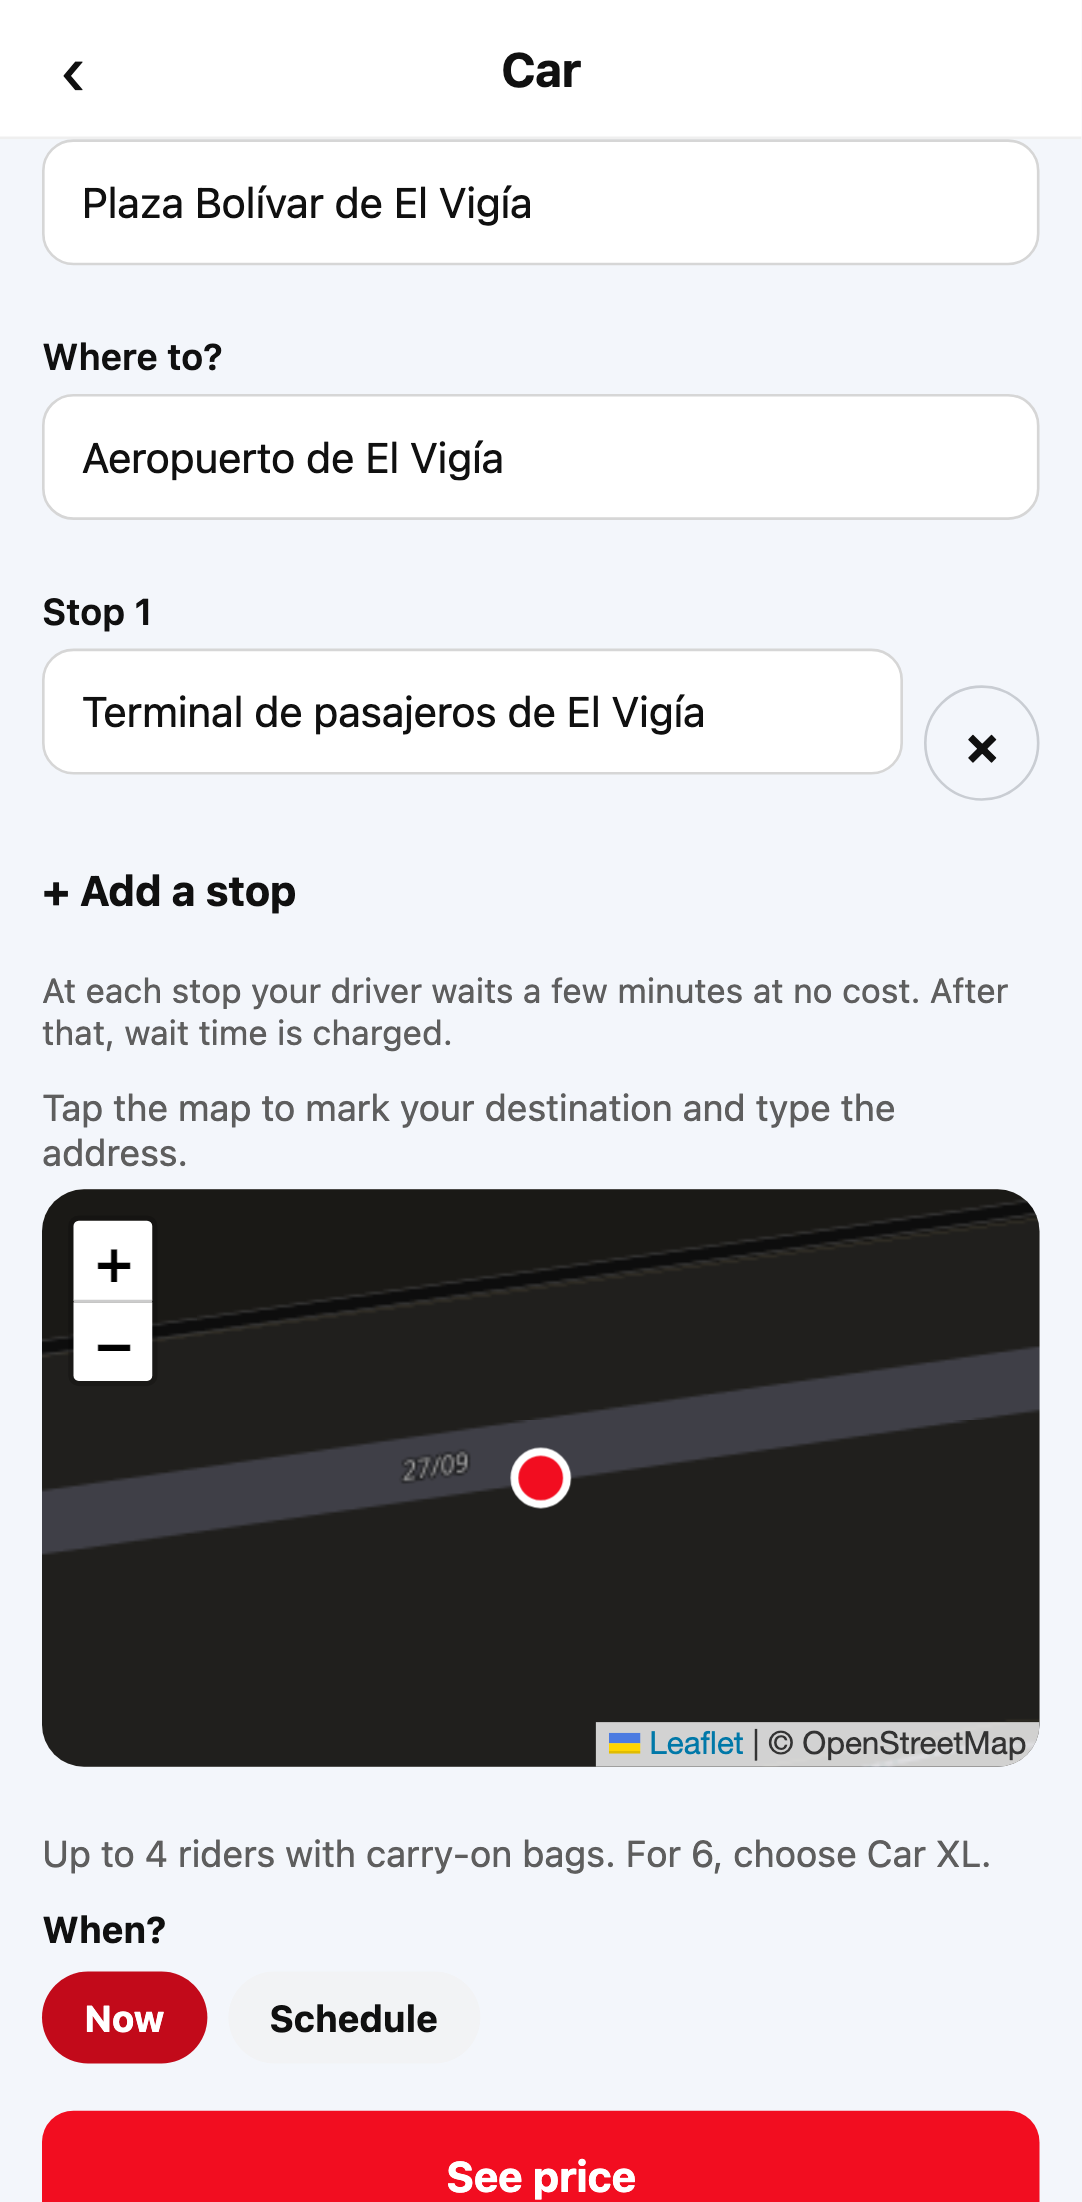 Car
Plaza Bolívar de El Vigía
Where to?
Aeropuerto de El Vigía
Stop 1
Terminal de pasajeros de El Vigía
+ Add a stop
At each stop your driver waits a few minutes at no cost. After
that, wait time is charged.
Tap the map to mark your destination and type the
address.
+
−
27/09
Leaflet | © OpenStreetMap
Up to 4 riders with carry-on bags. For 6, choose Car XL.
When?
Now
Schedule
See price